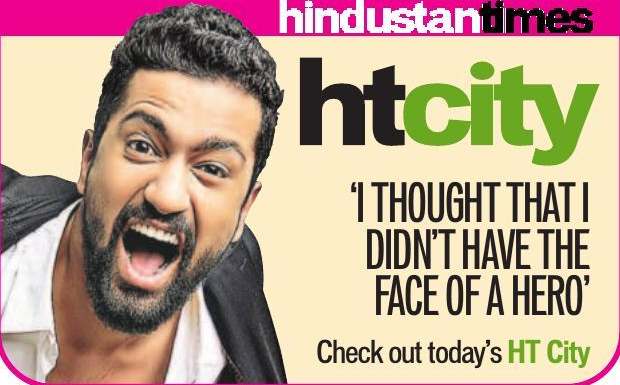 hindustantimes
htcity
'I THOUGHT THAT I
DIDN'T HAVE THE
FACE OF A HERO'
Check out today's HT City